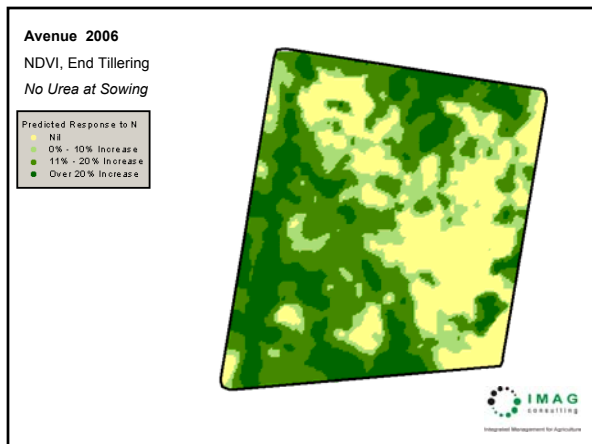 Avenue 2006
NDVI, End Tillering
No Urea at Sowing
Predicted Response to N
Nil
0% - 10% Increase
11% - 20% Increase
Over 20% Increase
IMAG
consulting
Integrated Management for Agriculture